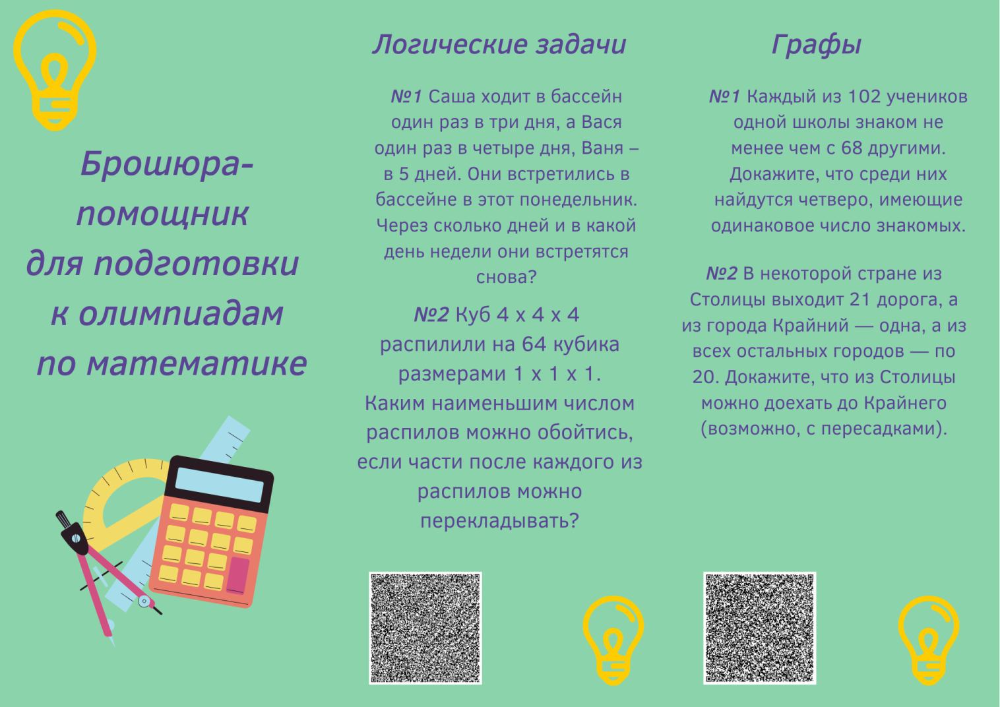 Брошюра-
помощник
для подготовки
к олимпиадам
по математике
Логические задачи
№1 Саша ходит в бассейн
один раз в три дня, а Вася
один раз в четыре дня, Ваня –
в 5 дней. Они встретились в
бассейне в этот понедельник.
Через сколько дней и в какой
день недели они встретятся
снова?
№2 Куб 4 х 4 х 4
распилили на 64 кубика
размерами 1 х 1 х 1.
Каким наименьшим числом
распилов можно обойтись,
если части после каждого из
распилов можно
перекладывать?
Графы
№1 Каждый из 102 учеников
одной школы знаком не
менее чем с 68 другими.
Докажите, что среди них
найдутся четверо, имеющие
одинаковое число знакомых.
№2 В некоторой стране из
Столицы выходит 21 дорога, а
из города Крайний — одна, а из
всех остальных городов — по
20. Докажите, что из Столицы
можно доехать до Крайнего
(возможно, с пересадками).